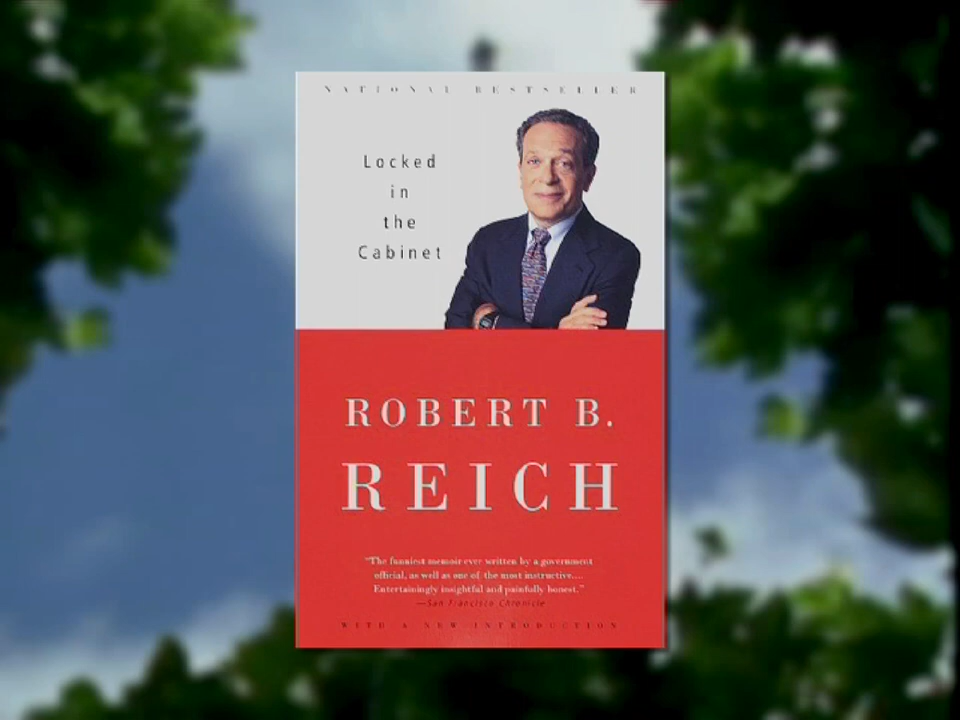 NATIONAL BESTSELLER
Locked
in
the
Cabinet
ROBERT B.
REICH
"The funniest memoir ever written by a government
official, as well as one of the most instructive....
Entertainingly insightful and painfully honest."
—San Francisco Chronicle
WITH A NEW INTRODUCTION